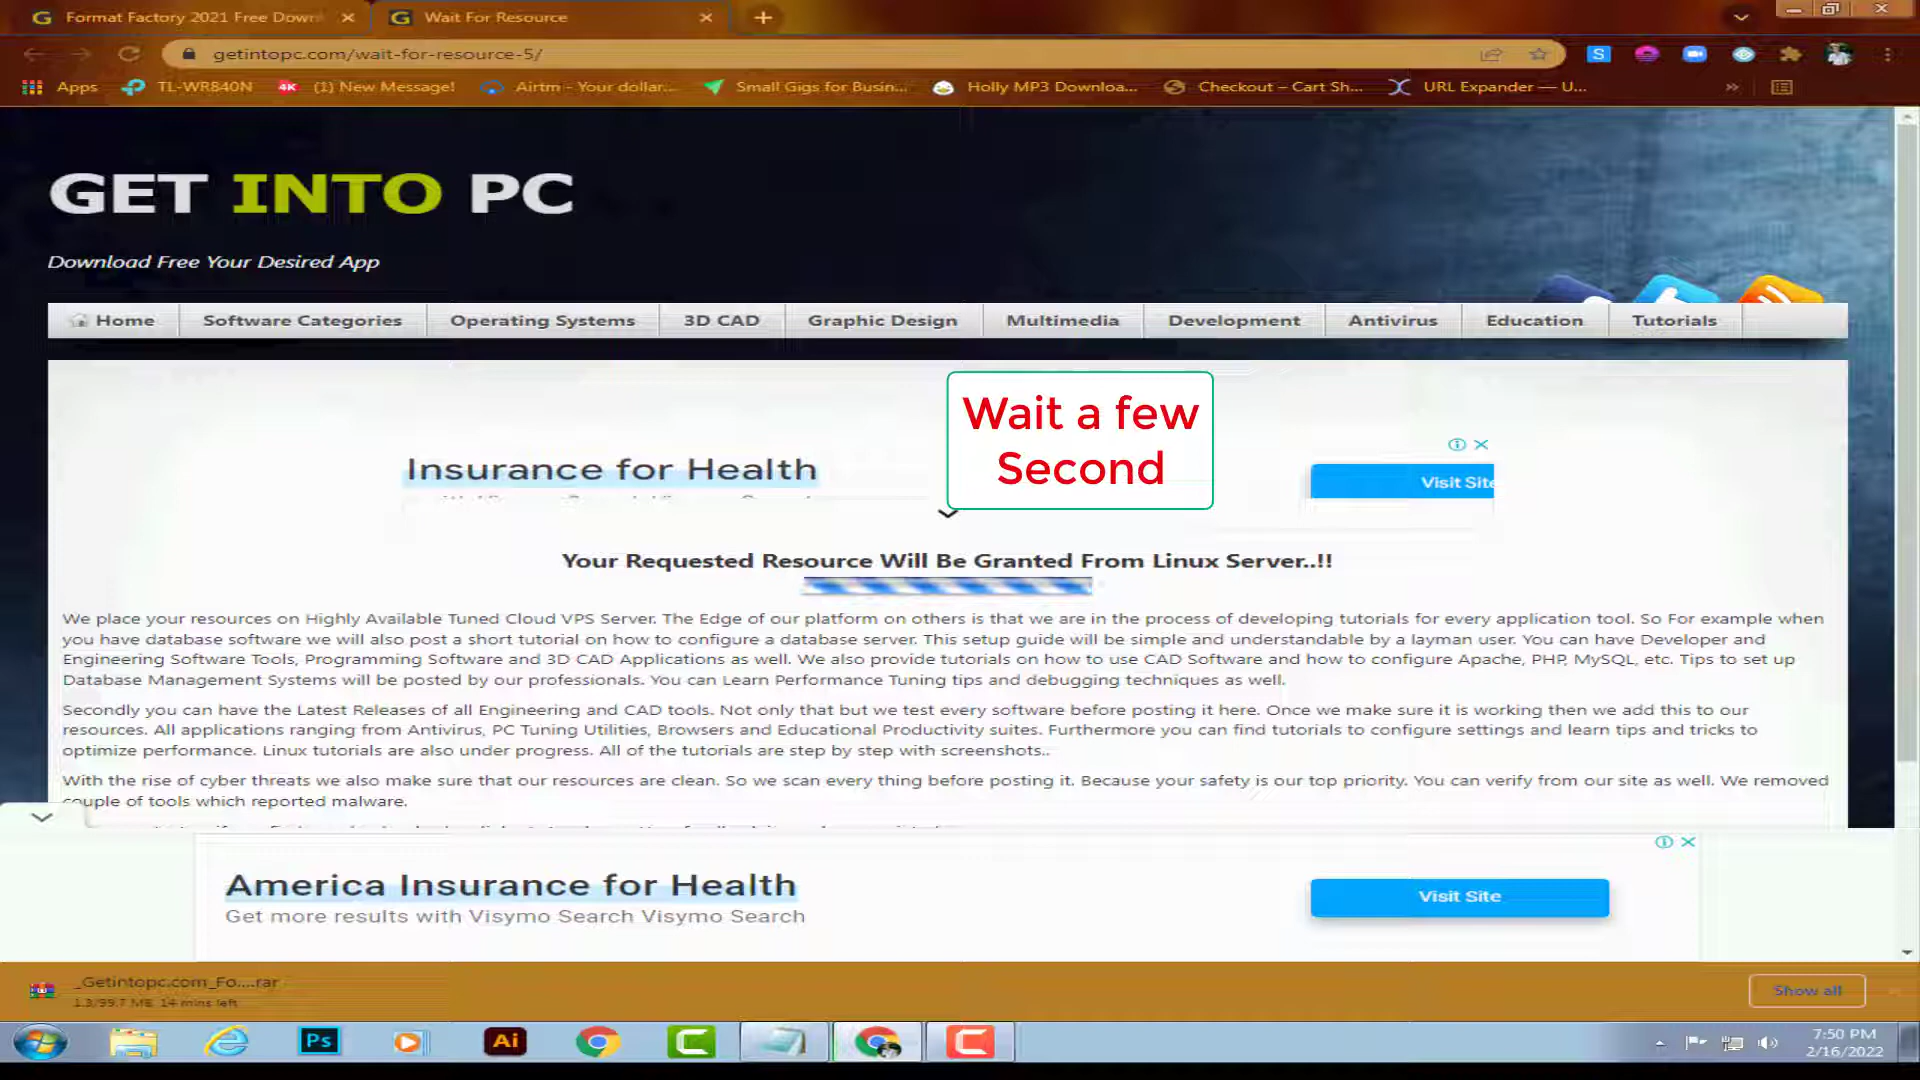 Format Factory 2021 Free Down
Wait For Resource
getintopc.com/wait-for-resource-5/
Apps
TL-WR840N
(1) New Message!
Airtm - Your dollar...
Small Gigs for Busin...
Holly MP3 Downloa...
Checkout – Cart Sh...
URL Expander — U...
GET INTO PC
Download Free Your Desired App
Home
Software Categories
Operating Systems
3D CAD
Graphic Design
Multimedia
Development
Antivirus
Education
Tutorials
Wait a few
Second
Insurance for Health
Visit Site
Your Requested Resource Will Be Granted From Linux Server..!!
We place your resources on Highly Available Tuned Cloud VPS Server. The Edge of our platform on others is that we are in the process of developing tutorials for every application tool. So For example when
you have database software we will also post a short tutorial on how to configure a database server. This setup guide will be simple and understandable by a layman user. You can have Developer and
Engineering Software Tools, Programming Software and 3D CAD Applications as well. We also provide tutorials on how to use CAD Software and how to configure Apache, PHP, MySQL, etc. Tips to set up
Database Management Systems will be posted by our professionals. You can Learn Performance Tuning tips and debugging techniques as well.
Secondly you can have the Latest Releases of all Engineering and CAD tools. Not only that but we test every software before posting it here. Once we make sure it is working then we add this to our
resources. All applications ranging from Antivirus, PC Tuning Utilities, Browsers and Educational Productivity suites. Furthermore you can find tutorials to configure settings and learn tips and tricks to
optimize performance. Linux tutorials are also under progress. All of the tutorials are step by step with screenshots..
With the rise of cyber threats we also make sure that our resources are clean. So we scan every thing before posting it. Because your safety is our top priority. You can verify from our site as well. We removed
couple of tools which reported malware.
America Insurance for Health
Get more results with Visymo Search Visymo Search
Visit Site
_Getintopc.com_Fo....rar
1.3/99.7 MB, 14 mins left
Show all
Ps
Ai
7:50 PM
2/16/2022